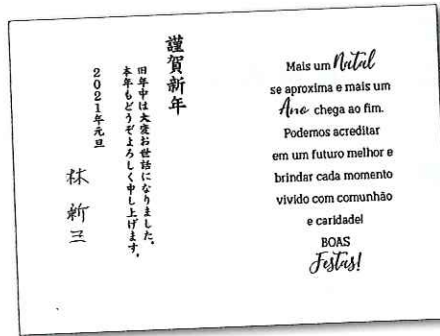 謹賀新年
旧年中は大変お世話になりました。
本年もどうぞよろしく申し上げます。
2021年元旦
林 新三
Mais um Natal
se aproxima e mais um
Ano chega ao fim.
Podemos acreditar
em um futuro melhor e
brindar cada momento
vivido com comunhão
e caridade!
BOAS
Festas!